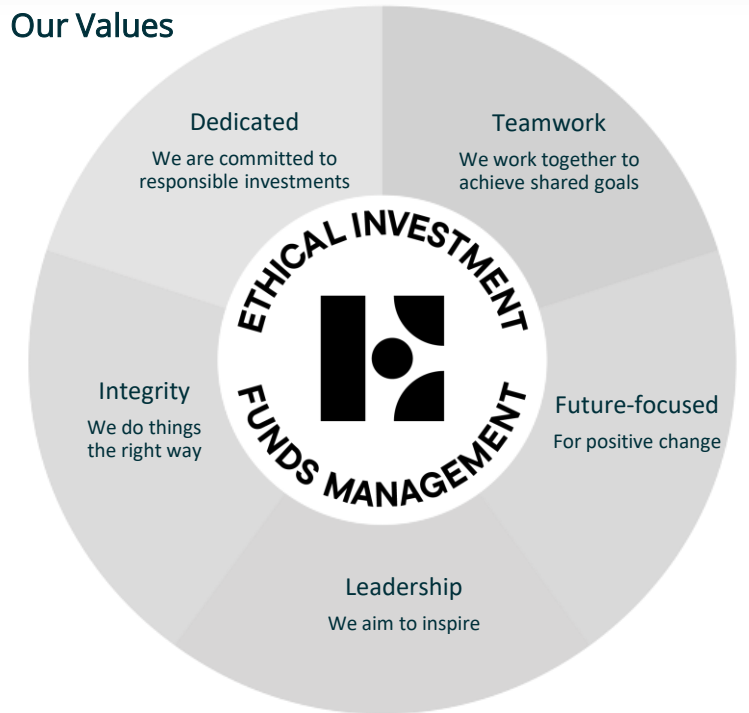 Our Values
Dedicated
We are committed to
responsible investments
Teamwork
We work together to
achieve shared goals
ETHICAL INVESTMENT
FUNDS MANAGEMENT
Integrity
We do things
the right way
Future-focused
For positive change
Leadership
We aim to inspire